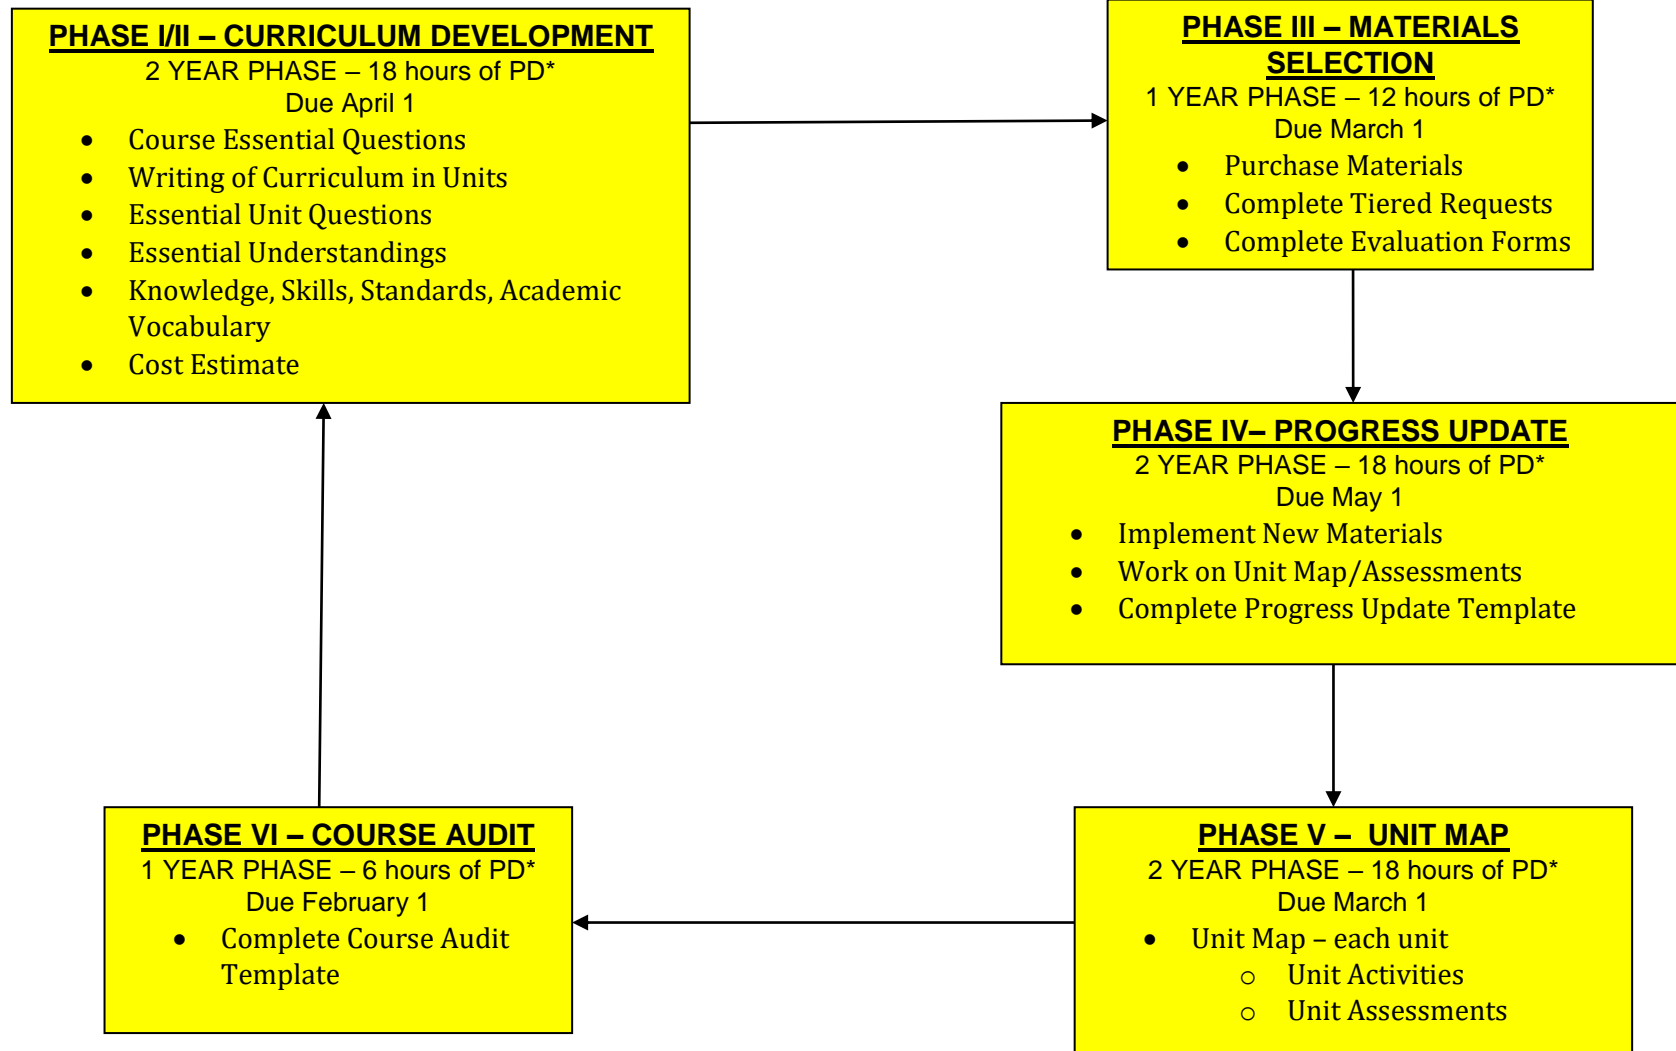 PHASE I/II – CURRICULUM DEVELOPMENT
2 YEAR PHASE – 18 hours of PD*
Due April 1
• Course Essential Questions
• Writing of Curriculum in Units
• Essential Unit Questions
• Essential Understandings
• Knowledge, Skills, Standards, Academic
Vocabulary
• Cost Estimate
PHASE III – MATERIALS
SELECTION
1 YEAR PHASE – 12 hours of PD*
Due March 1
• Purchase Materials
• Complete Tiered Requests
• Complete Evaluation Forms
PHASE IV– PROGRESS UPDATE
2 YEAR PHASE – 18 hours of PD*
Due May 1
• Implement New Materials
• Work on Unit Map/Assessments
• Complete Progress Update Template
PHASE V – UNIT MAP
2 YEAR PHASE – 18 hours of PD*
Due March 1
• Unit Map – each unit
o Unit Activities
o Unit Assessments
PHASE VI – COURSE AUDIT
1 YEAR PHASE – 6 hours of PD*
Due February 1
• Complete Course Audit
Template